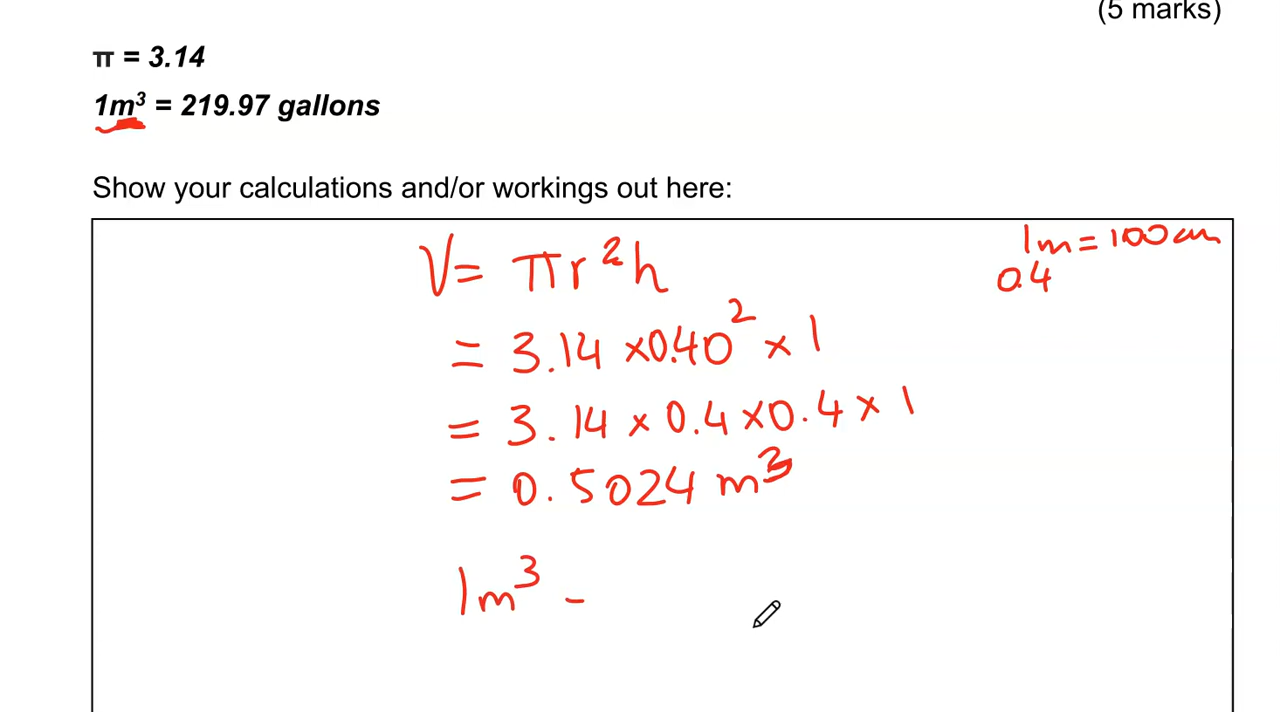 (5 marks)
π = 3.14
1m³ = 219.97 gallons
Show your calculations and/or workings out here:
1m = 100cm
0.4
V = πr²h
= 3.14 × 0.40² × 1
= 3.14 × 0.4 × 0.4 × 1
= 0.5024 m³
1m³ -